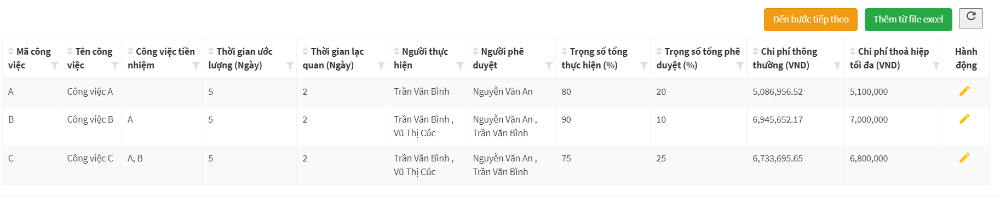 Đến bước tiếp theo
Thêm từ file excel
Mã công việc
Tên công việc
Công việc tiền nhiệm
Thời gian ước lượng (Ngày)
Thời gian lạc quan (Ngày)
Người thực hiện
Người phê duyệt
Trọng số tổng thực hiện (%)
Trọng số tổng phê duyệt (%)
Chi phí thông thường (VND)
Chi phí thoả hiệp tối đa (VND)
Hành động
A Công việc A 5 2 Trần Văn Bình Nguyễn Văn An 80 20 5,086,956.52 5,100,000
B Công việc B A 5 2 Trần Văn Bình , Nguyễn Văn An , 90 10 6,945,652.17 7,000,000
Vũ Thị Cúc Trần Văn Bình
C Công việc C A, B 5 2 Trần Văn Bình , Nguyễn Văn An , 75 25 6,733,695.65 6,800,000
Vũ Thị Cúc Trần Văn Bình